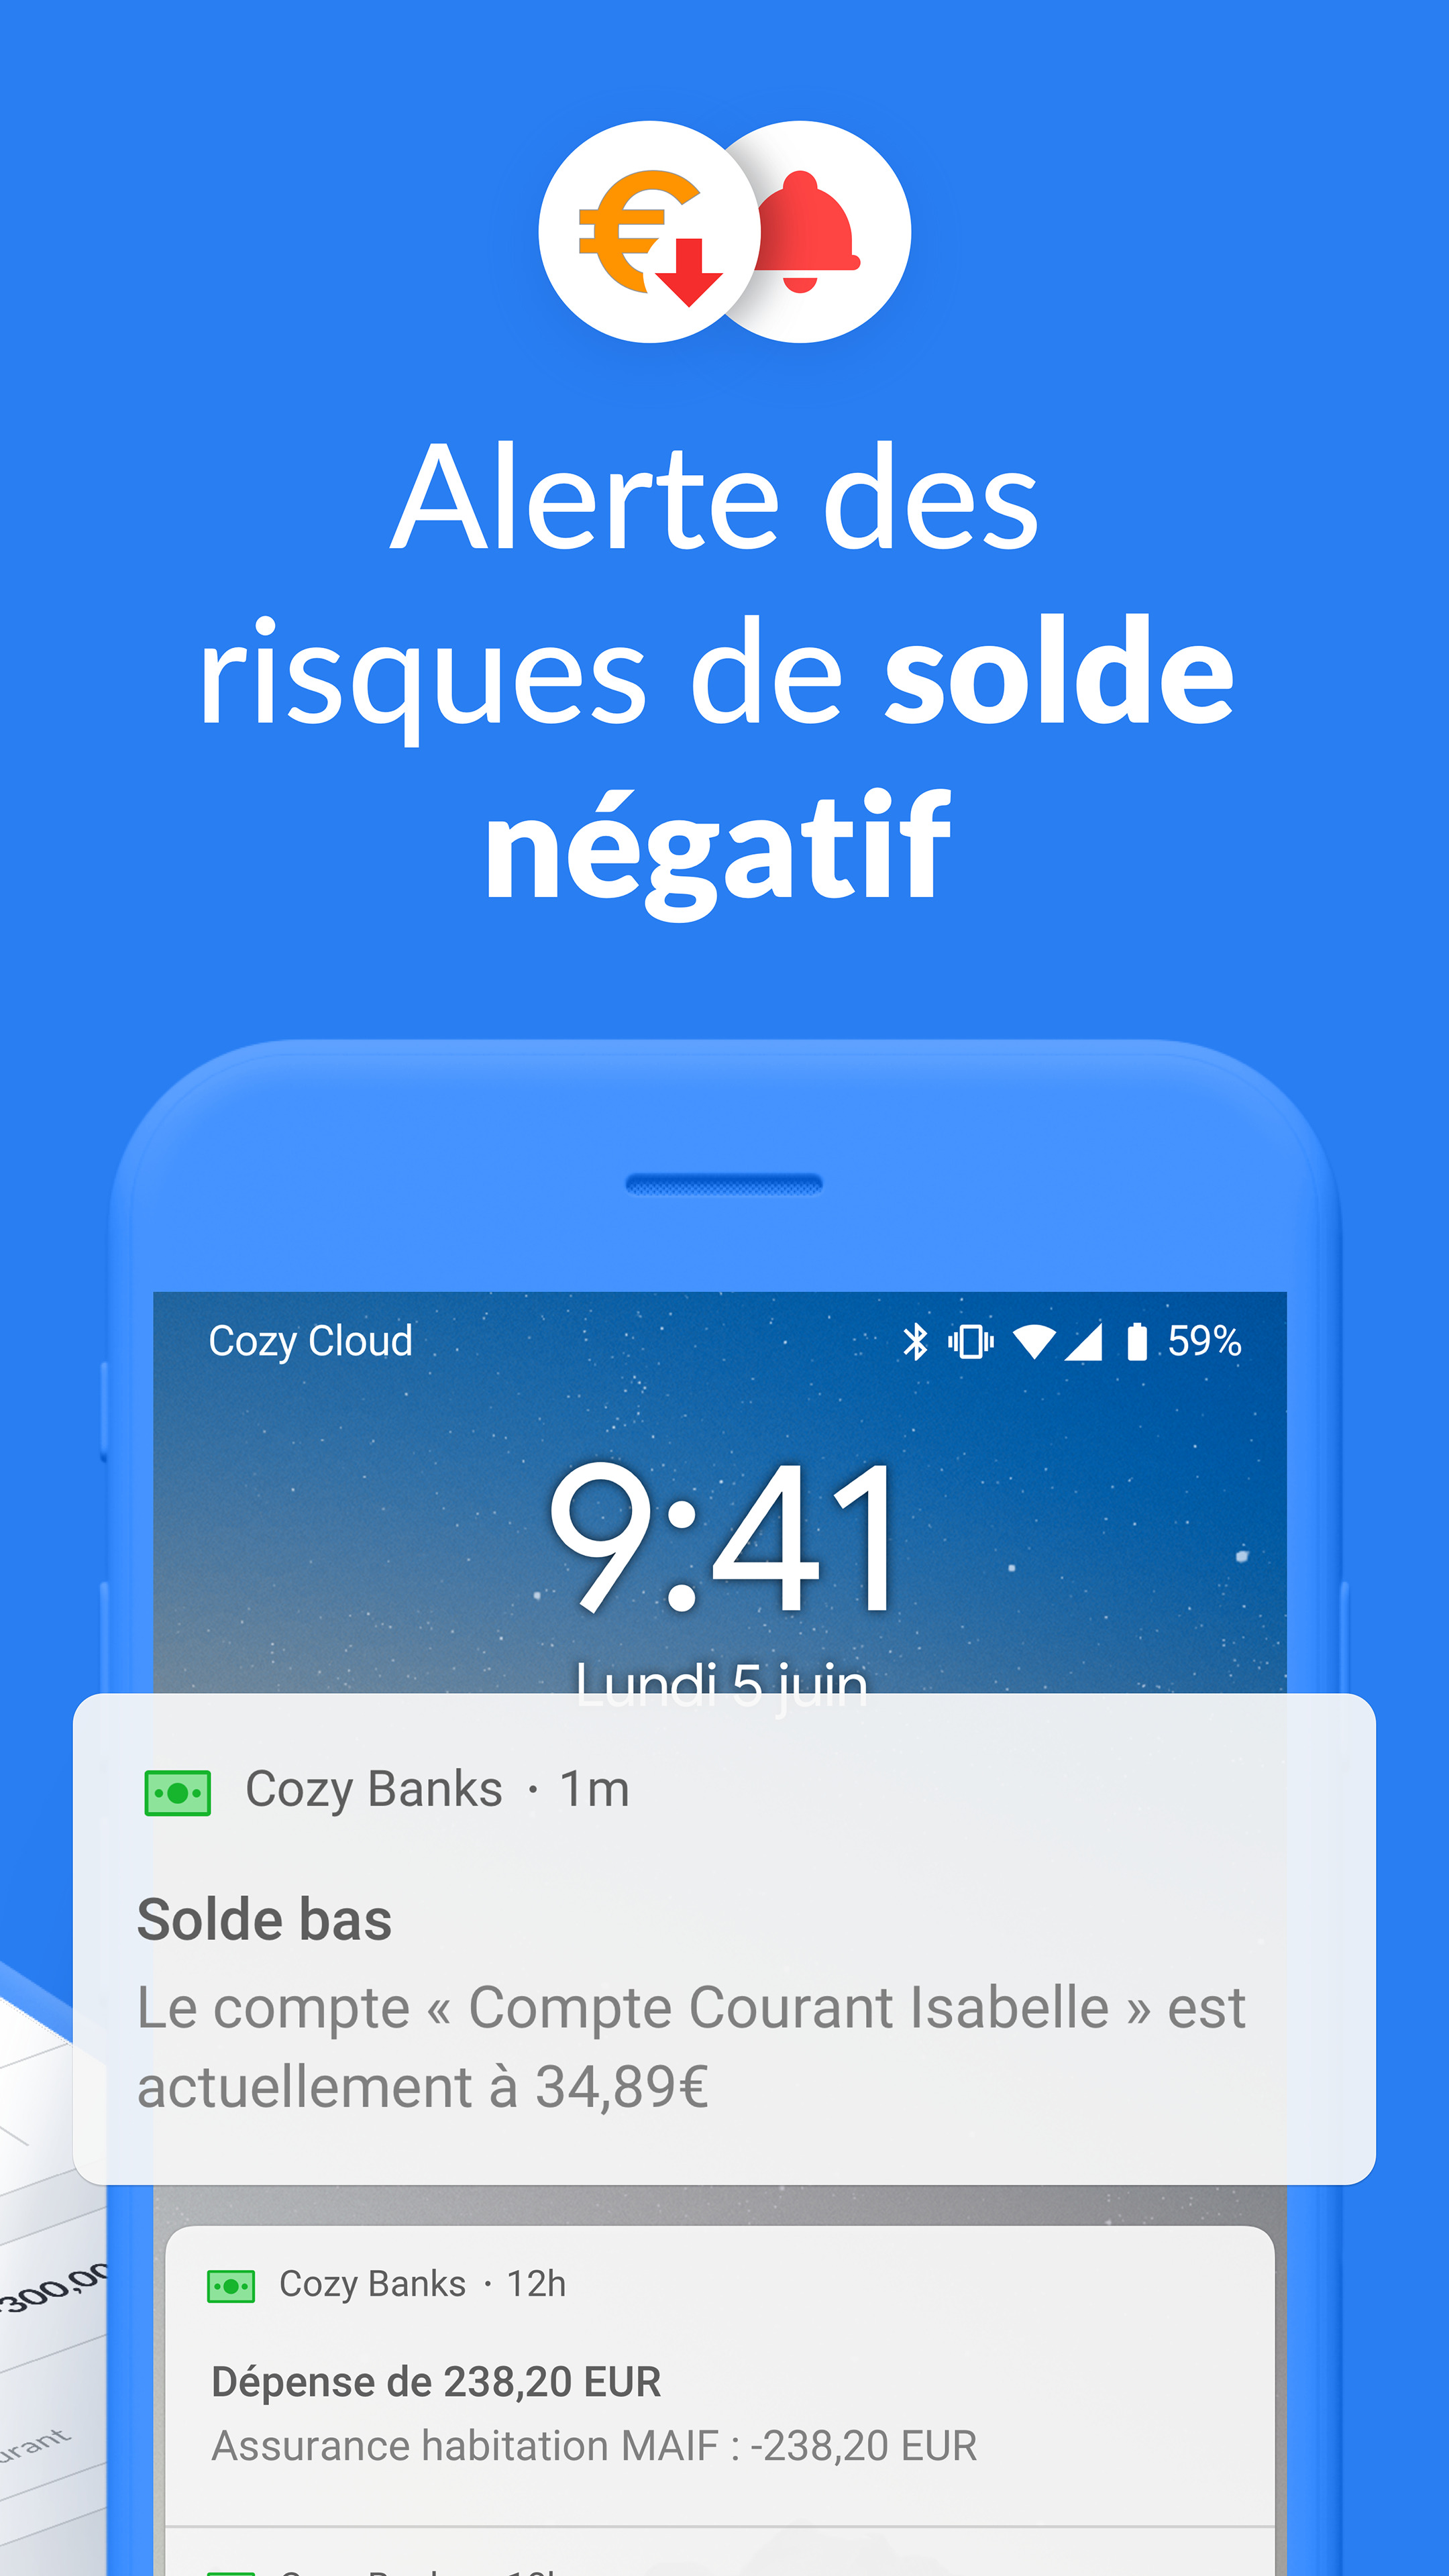 Alerte des
risques de solde
négatif
Cozy Cloud
59%
9:41
Lundi 5 juin
Cozy Banks · 1m
Solde bas
Le compte « Compte Courant Isabelle » est
actuellement à 34,89€
Cozy Banks · 12h
300,00
Dépense de 238,20 EUR
Assurance habitation MAIF : -238,20 EUR